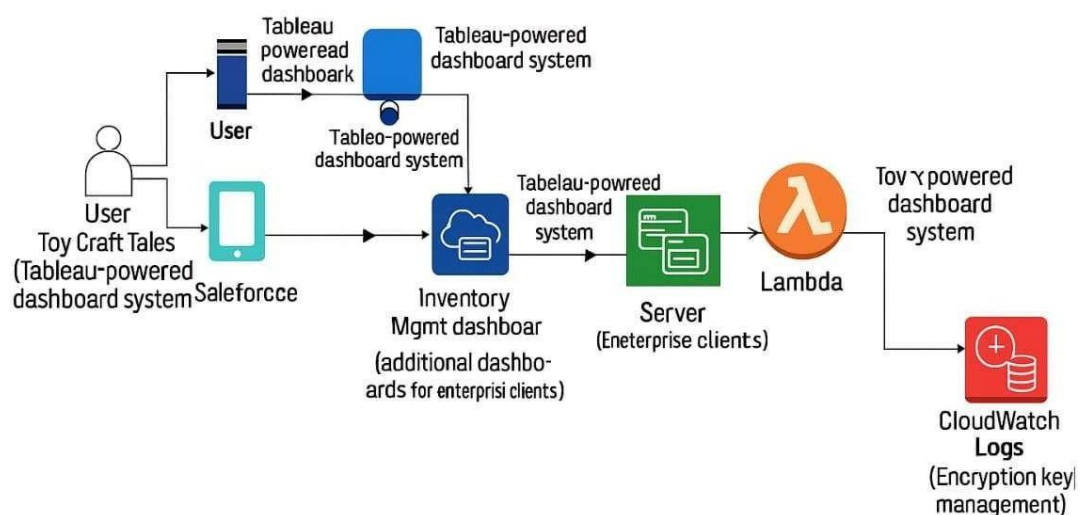 Tableau
poweread
dashboark
Tableau-powered
dashboard system
User
Tableo-powered
dashboard system
User
Toy Craft Tales
(Tableau-powered
dashboard system
Saleforcce
Inventory
Mgmt dashboar
(additional dashbo-
ards for enterprisi clients)
Tabelau-powreed
dashboard
system
Server
(Eneterprise clients)
Lambda
powered
dashboard
system
CloudWatch
Logs
(Encryption key
management)